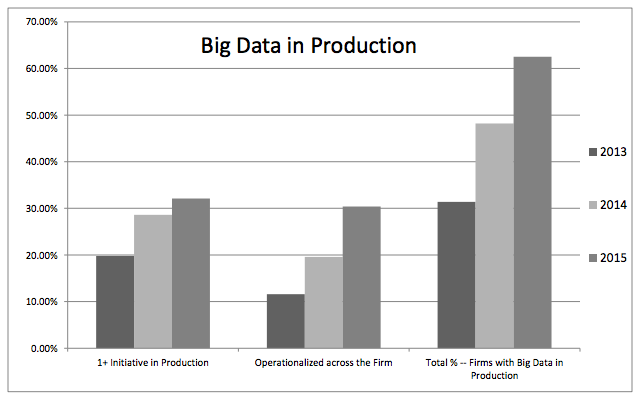 Big Data in Production
70.00%
60.00%
50.00%
40.00%
30.00%
20.00%
10.00%
0.00%
1+ Initiative in Production
Operationalized across the Firm
Total % -- Firms with Big Data in
Production
2013
2014
2015